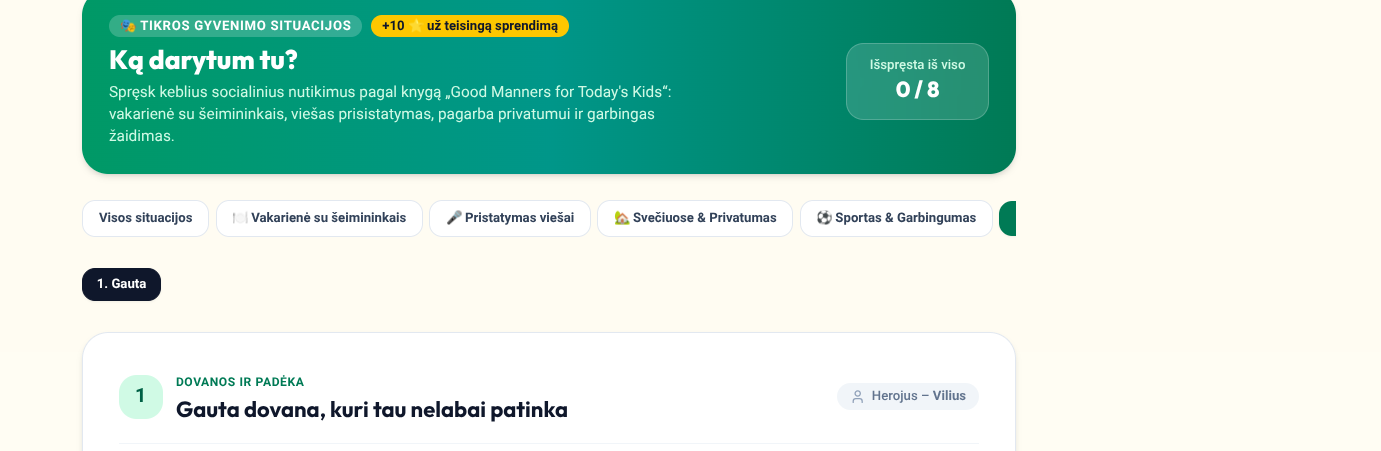 🎭 TIKROS GYVENIMO SITUACIJOS
+10 ⭐ už teisingą sprendimą
Ką darytum tu?
Spręsk keblius socialinius nutikimus pagal knygą „Good Manners for Today's Kids“:
vakarienė su šeimininkais, viešas prisistatymas, pagarba privatumui ir garbingas
žaidimas.
Išspręsta iš viso
0 / 8
Visos situacijos
🍽️ Vakarienė su šeimininkais
🎤 Pristatymas viešai
🏡 Svečiuose & Privatumas
⚽ Sportas & Garbingumas
1. Gauta
1
DOVANOS IR PADĖKA
Gauta dovana, kuri tau nelabai patinka
Herojus – Vilius